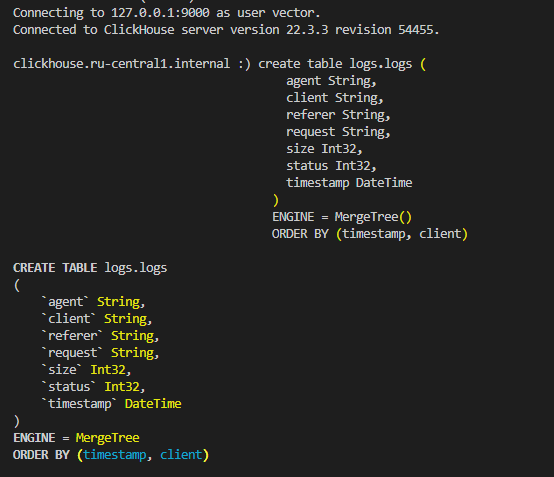 Connecting to 127.0.0.1:9000 as user vector.
Connected to ClickHouse server version 22.3.3 revision 54455.
clickhouse.ru-central1.internal :) create table logs.logs (
agent String,
client String,
referer String,
request String,
size Int32,
status Int32,
timestamp DateTime
)
ENGINE = MergeTree()
ORDER BY (timestamp, client)
CREATE TABLE logs.logs
(
`agent` String,
`client` String,
`referer` String,
`request` String,
`size` Int32,
`status` Int32,
`timestamp` DateTime
)
ENGINE = MergeTree
ORDER BY (timestamp, client)